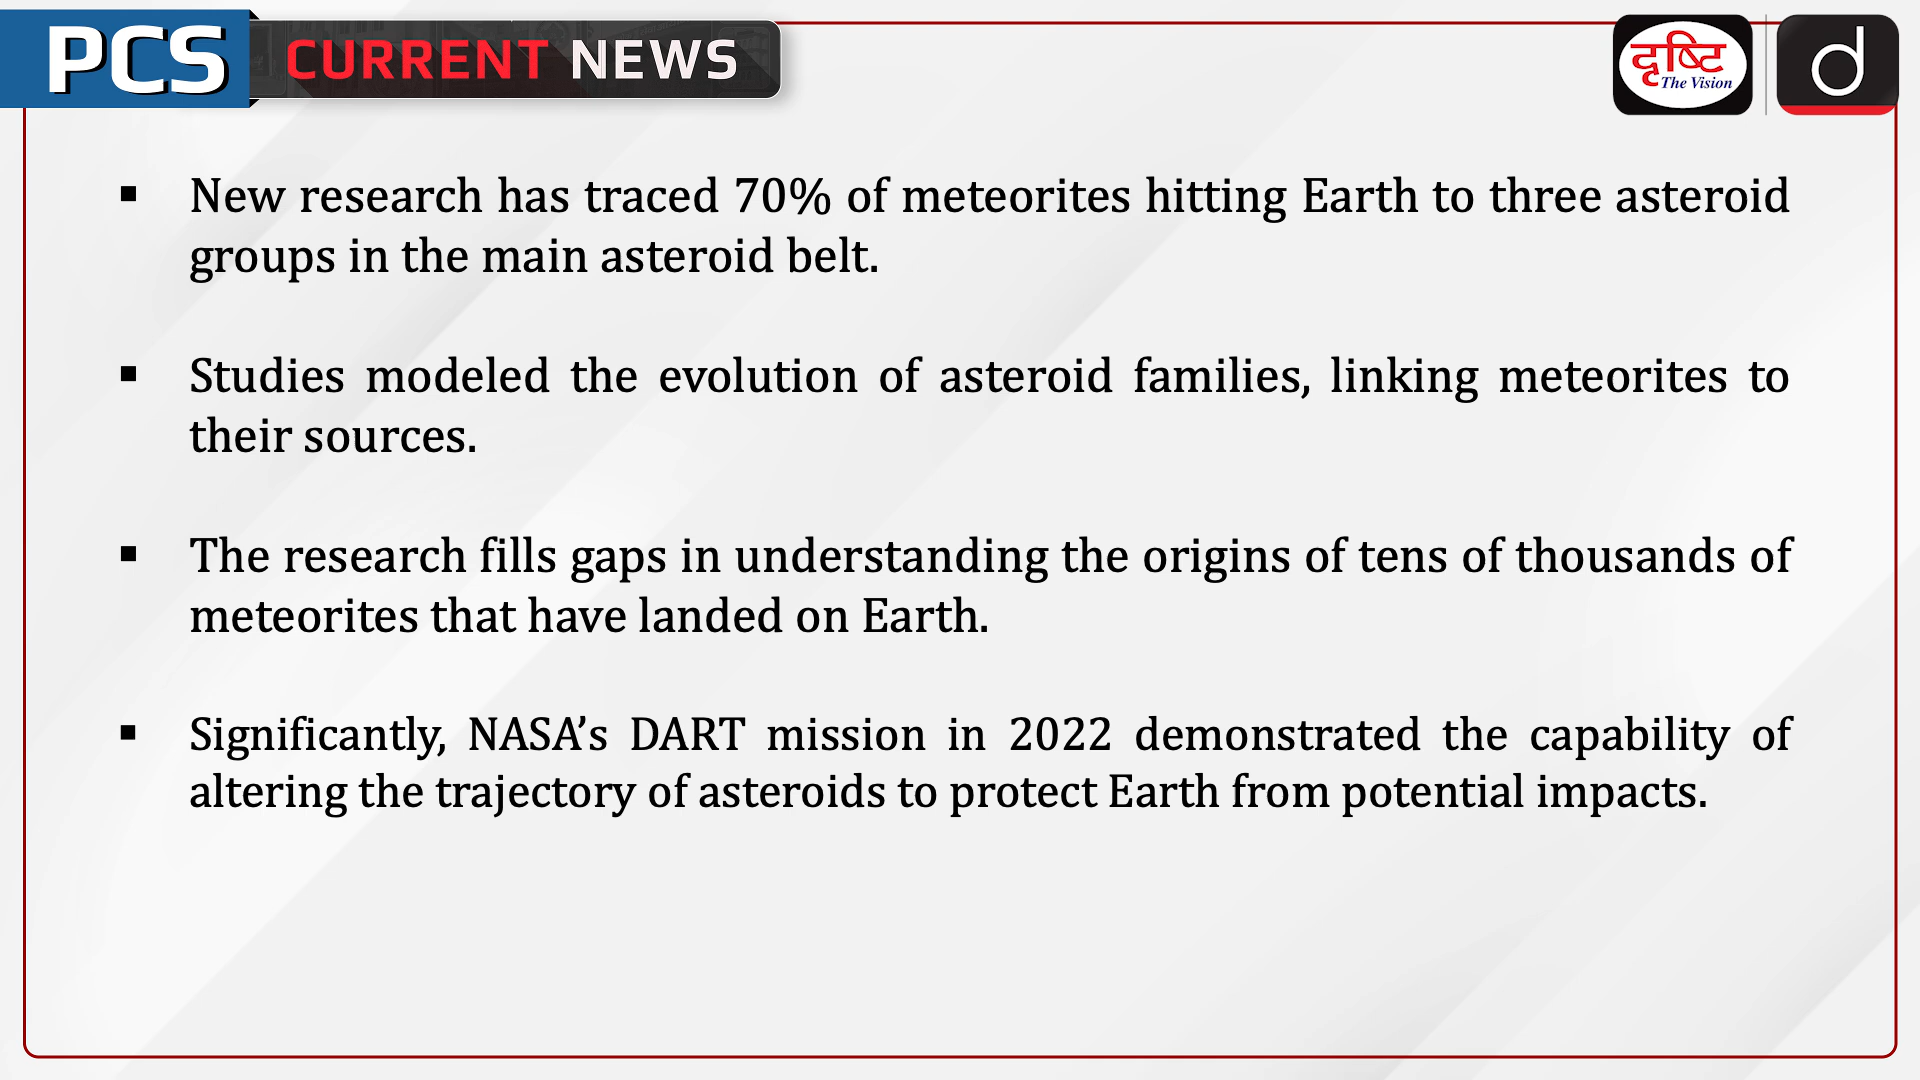 PCS CURRENT NEWS
दृष्टि
The Vision
d
▪ New research has traced 70% of meteorites hitting Earth to three asteroid
groups in the main asteroid belt.
▪ Studies modeled the evolution of asteroid families, linking meteorites to
their sources.
▪ The research fills gaps in understanding the origins of tens of thousands of
meteorites that have landed on Earth.
▪ Significantly, NASA’s DART mission in 2022 demonstrated the capability of
altering the trajectory of asteroids to protect Earth from potential impacts.